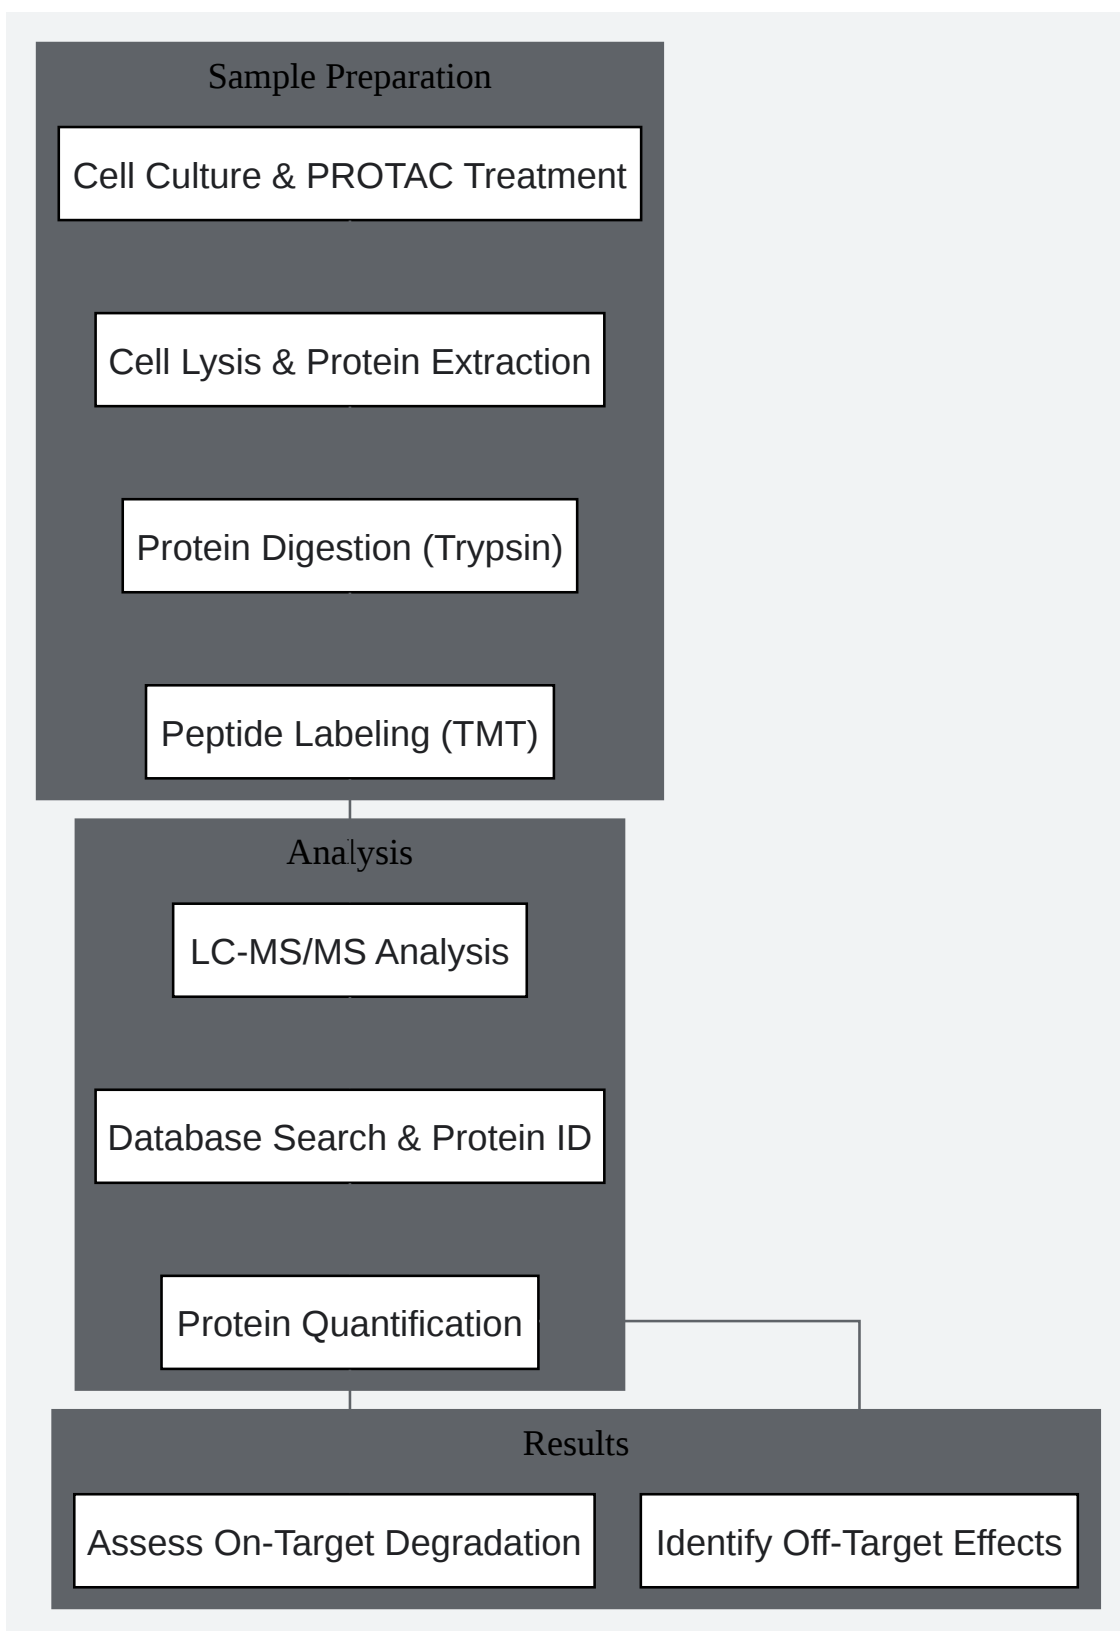 Sample Preparation
Cell Culture & PROTAC Treatment
Cell Lysis & Protein Extraction
Protein Digestion (Trypsin)
Peptide Labeling (TMT)
Analysis
LC-MS/MS Analysis
Database Search & Protein ID
Protein Quantification
Results
Assess On-Target Degradation
Identify Off-Target Effects